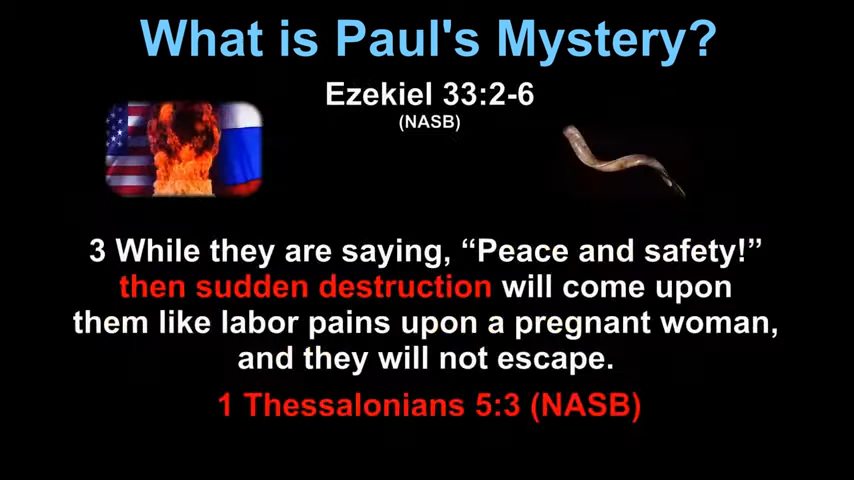 What is Paul's Mystery?
Ezekiel 33:2-6
(NASB)
3 While they are saying, “Peace and safety!”
then sudden destruction will come upon
them like labor pains upon a pregnant woman,
and they will not escape.
1 Thessalonians 5:3 (NASB)